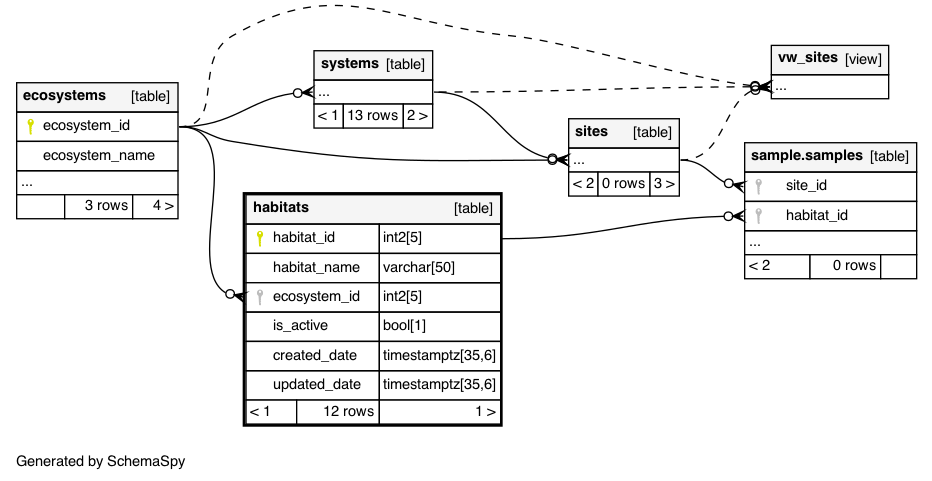 systems [table]
...
< 1 13 rows 2 >
vw_sites [view]
...
ecosystems [table]
ecosystem_id
ecosystem_name
...
3 rows 4 >
sites [table]
...
< 2 0 rows 3 >
sample.samples [table]
site_id
habitat_id
...
< 2 0 rows
habitats [table]
habitat_id int2[5]
habitat_name varchar[50]
ecosystem_id int2[5]
is_active bool[1]
created_date timestamptz[35,6]
updated_date timestamptz[35,6]
< 1 12 rows 1 >
Generated by SchemaSpy